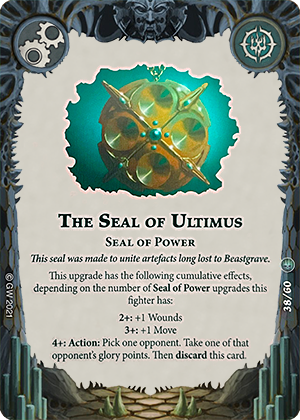 The Seal of Ultimus
Seal of Power
This seal was made to unite artefacts long lost to Beastgrave.
This upgrade has the following cumulative effects,
depending on the number of Seal of Power upgrades this
fighter has:
2+: +1 Wounds
3+: +1 Move
4+: Action: Pick one opponent. Take one of that
opponent's glory points. Then discard this card.
© GW 2021
38/60